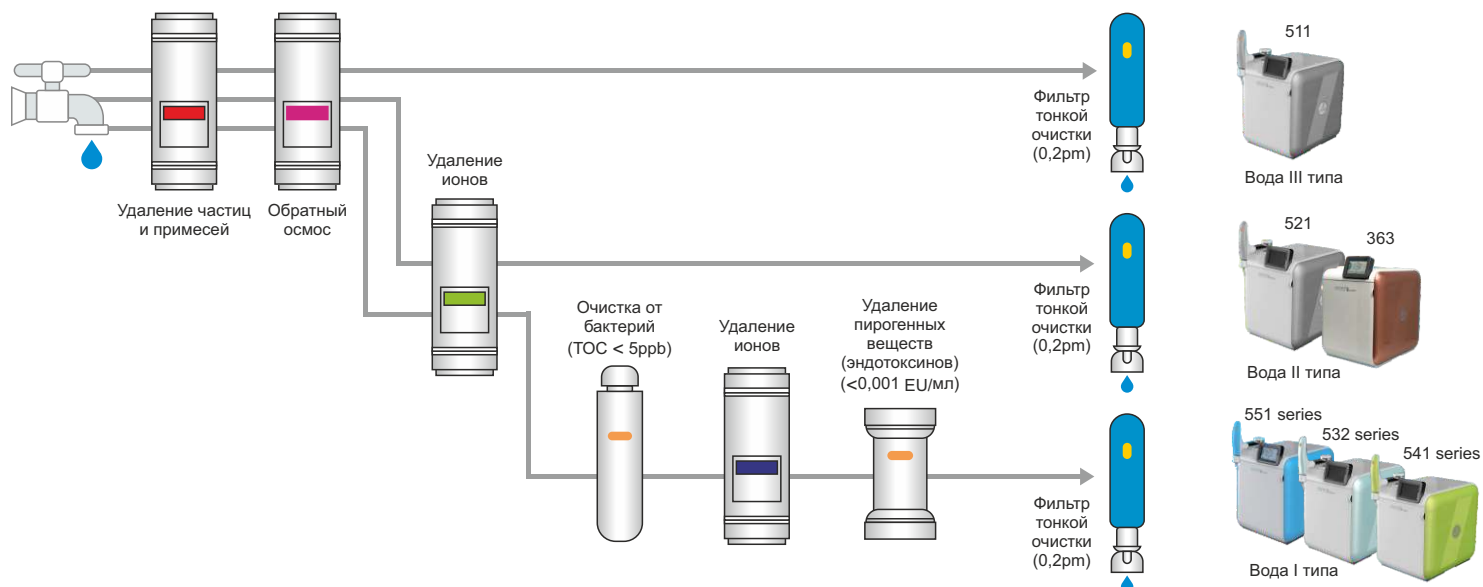 511
Фильтр
тонкой
очистки
(0,2pm)
Вода III типа
Удаление частиц
и примесей
Обратный
осмос
Удаление
ионов
521
363
Фильтр
тонкой
очистки
(0,2pm)
Вода II типа
Очистка от
бактерий
(TOC < 5ppb)
Удаление
ионов
Удаление
пирогенных
веществ
(эндотоксинов)
(<0,001 EU/мл)
551 series
532 series
541 series
Фильтр
тонкой
очистки
(0,2pm)
Вода I типа